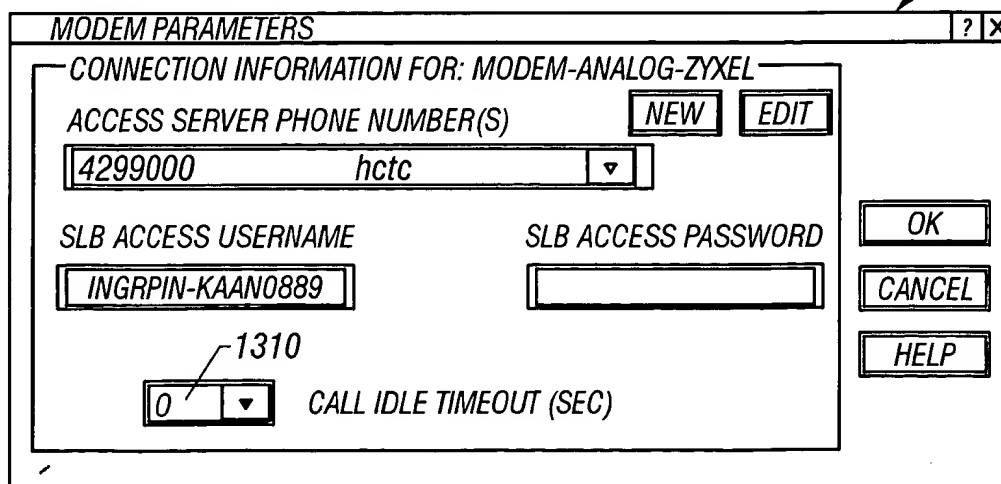 MODEM PARAMETERS ? X
CONNECTION INFORMATION FOR: MODEM-ANALOG-ZYXEL
ACCESS SERVER PHONE NUMBER(S) NEW EDIT
4299000 hctc
SLB ACCESS USERNAME SLB ACCESS PASSWORD OK
INGRPIN-KAAN0889 CANCEL
1310 HELP
0 CALL IDLE TIMEOUT (SEC)